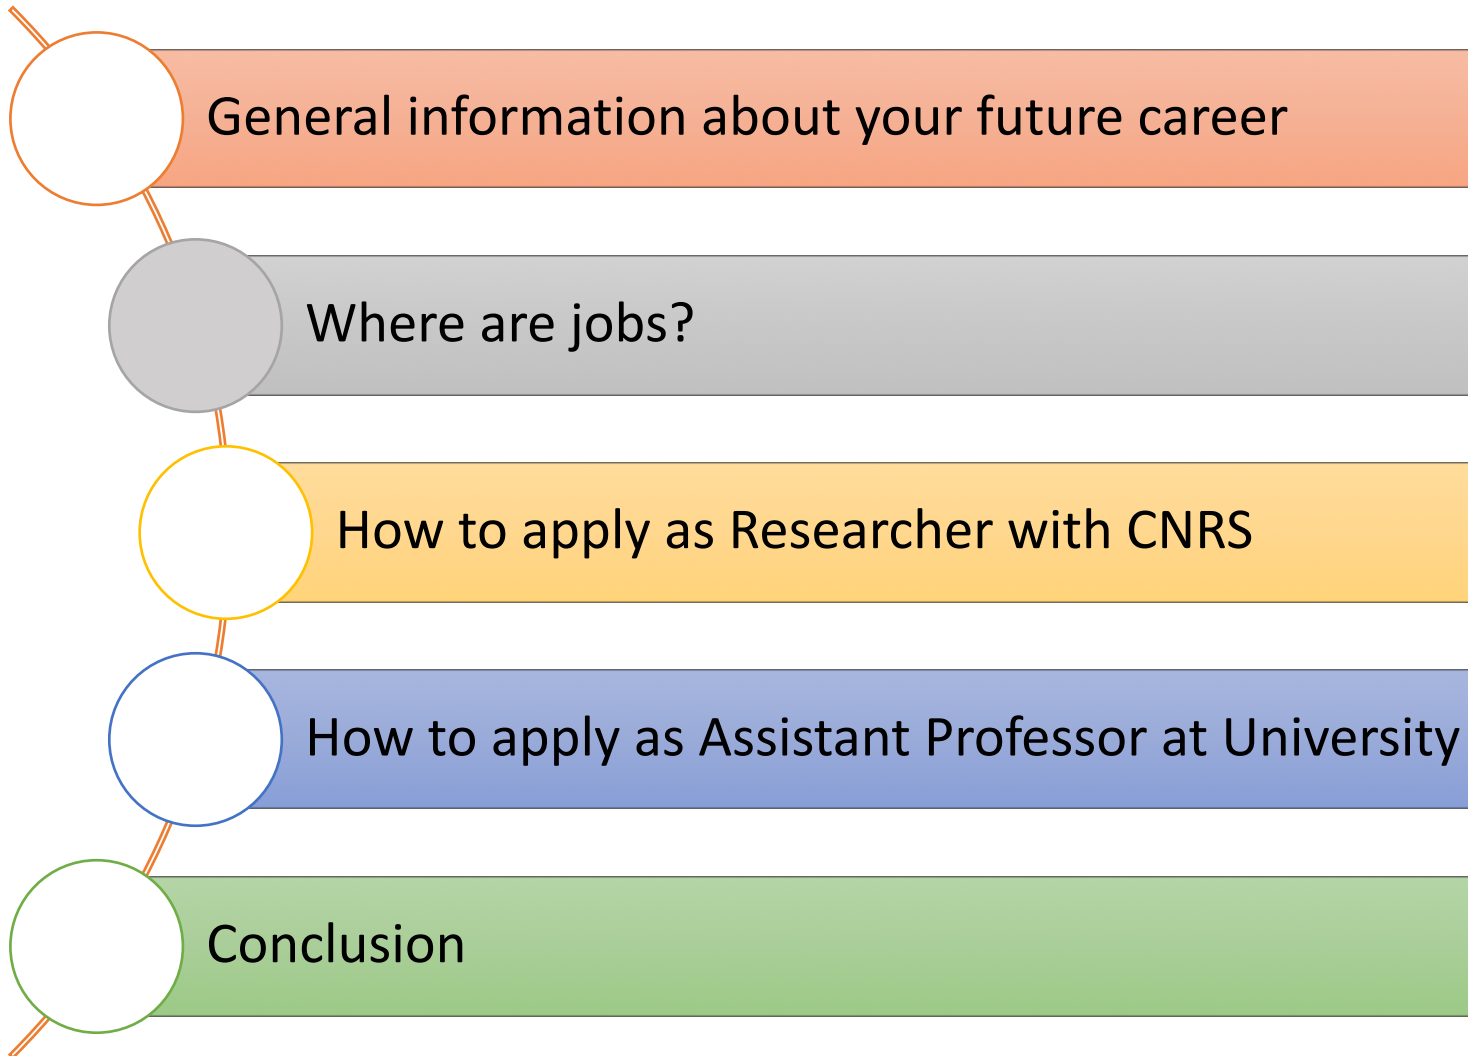 General information about your future career
Where are jobs?
How to apply as Researcher with CNRS
How to apply as Assistant Professor at University
Conclusion